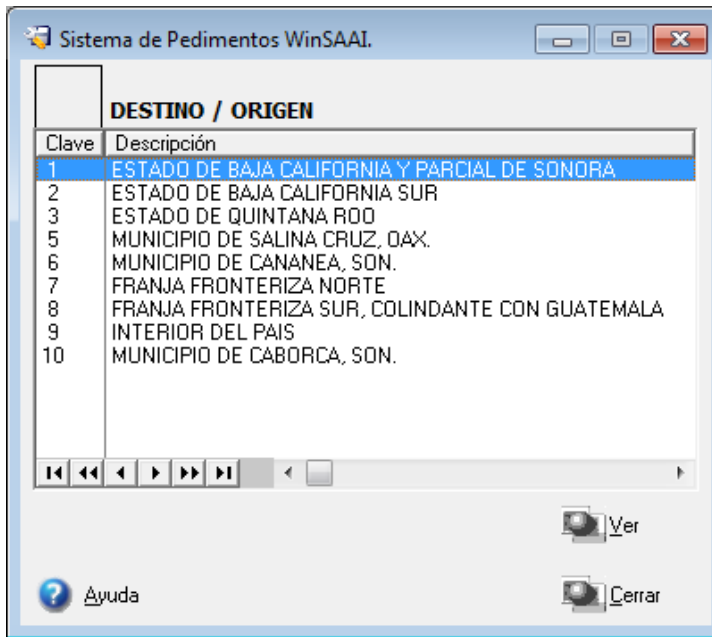 Sistema de Pedimentos WinSAAI.
DESTINO / ORIGEN
Clave Descripción
1 ESTADO DE BAJA CALIFORNIA Y PARCIAL DE SONORA
2 ESTADO DE BAJA CALIFORNIA SUR
3 ESTADO DE QUINTANA ROO
5 MUNICIPIO DE SALINA CRUZ, OAX.
6 MUNICIPIO DE CANANEA, SON.
7 FRANJA FRONTERIZA NORTE
8 FRANJA FRONTERIZA SUR, COLINDANTE CON GUATEMALA
9 INTERIOR DEL PAIS
10 MUNICIPIO DE CABORCA, SON.
Ver
Ayuda Cerrar